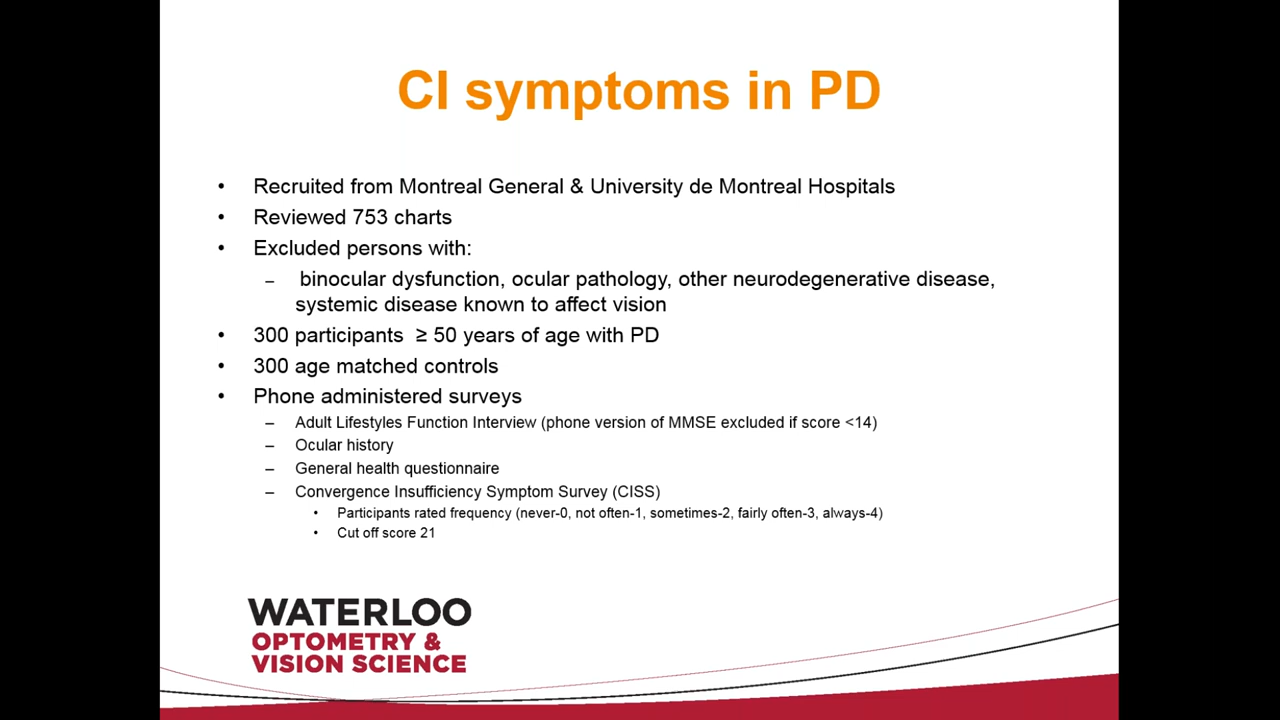 CI symptoms in PD
• Recruited from Montreal General & University de Montreal Hospitals
• Reviewed 753 charts
• Excluded persons with:
– binocular dysfunction, ocular pathology, other neurodegenerative disease,
systemic disease known to affect vision
• 300 participants ≥ 50 years of age with PD
• 300 age matched controls
• Phone administered surveys
– Adult Lifestyles Function Interview (phone version of MMSE excluded if score <14)
– Ocular history
– General health questionnaire
– Convergence Insufficiency Symptom Survey (CISS)
• Participants rated frequency (never-0, not often-1, sometimes-2, fairly often-3, always-4)
• Cut off score 21
WATERLOO
OPTOMETRY &
VISION SCIENCE